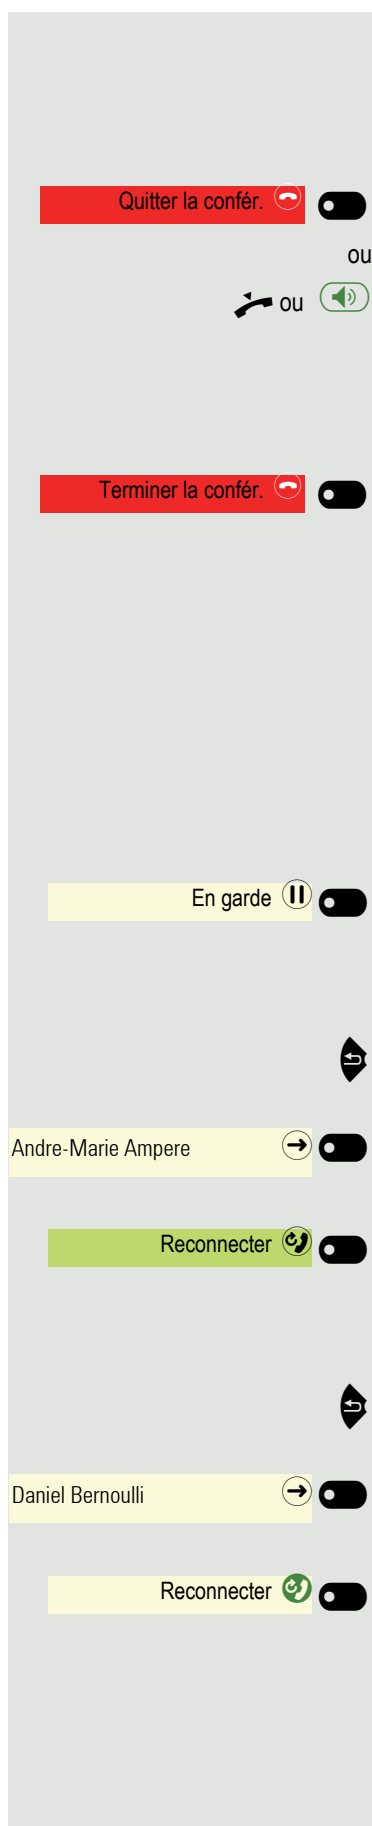 Quitter la confér.
ou
ou
Terminer la confér.
En garde
Andre-Marie Ampere
Reconnecter
Daniel Bernoulli
Reconnecter